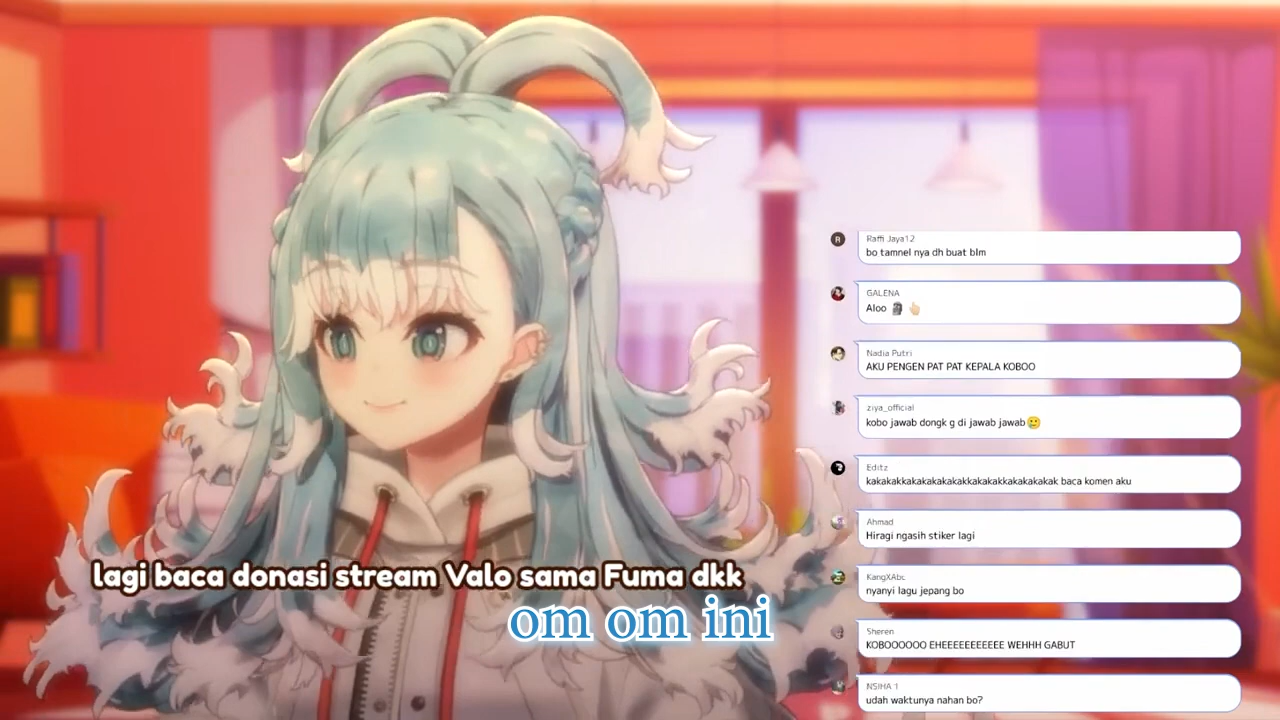 lagi baca donasi stream Valo sama Fuma dkk
om om ini
R
Raffi Jaya12
bo tamnel nya dh buat blm
GALENA
Aloo 🗿 👆🏻
Nadia Putri
AKU PENGEN PAT PAT KEPALA KOBOO
ziya_official
kobo jawab dongk g di jawab jawab🥲
Editz
kakakakkakakakakakakkakakakkakakakakak baca komen aku
Ahmad
Hiragi ngasih stiker lagi
KangXAbc
nyanyi lagu jepang bo
Sheren
KOBOOOOOO EHEEEEEEEEEEE WEHHH GABUT
NSIHA 1
udah waktunya nahan bo?